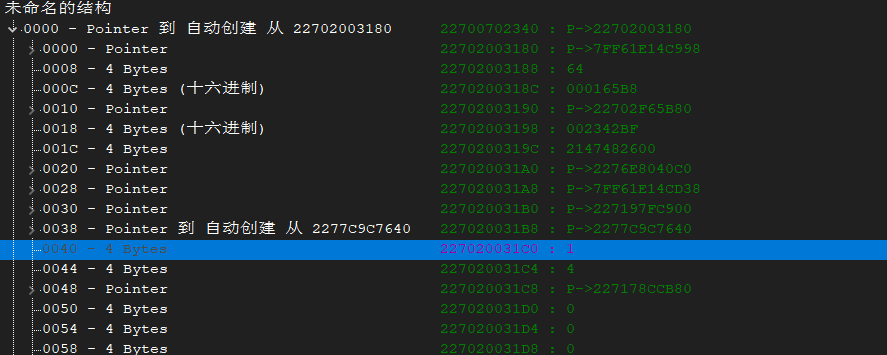 未命名的结构
0000 - Pointer 到 自动创建 从 22702003180 22700702340 : P->22702003180
0000 - Pointer 22702003180 : P->7FF61E14C998
0008 - 4 Bytes 22702003188 : 64
000C - 4 Bytes (十六进制) 2270200318C : 000165B8
0010 - Pointer 22702003190 : P->22702F65B80
0018 - 4 Bytes (十六进制) 22702003198 : 002342BF
001C - 4 Bytes 2270200319C : 2147482600
0020 - Pointer 227020031A0 : P->2276E8040C0
0028 - Pointer 227020031A8 : P->7FF61E14CD38
0030 - Pointer 227020031B0 : P->227197FC900
0038 - Pointer 到 自动创建 从 2277C9C7640 227020031B8 : P->2277C9C7640
0040 - 4 Bytes 227020031C0 : 1
0044 - 4 Bytes 227020031C4 : 4
0048 - Pointer 227020031C8 : P->227178CCB80
0050 - 4 Bytes 227020031D0 : 0
0054 - 4 Bytes 227020031D4 : 0
0058 - 4 Bytes 227020031D8 : 0